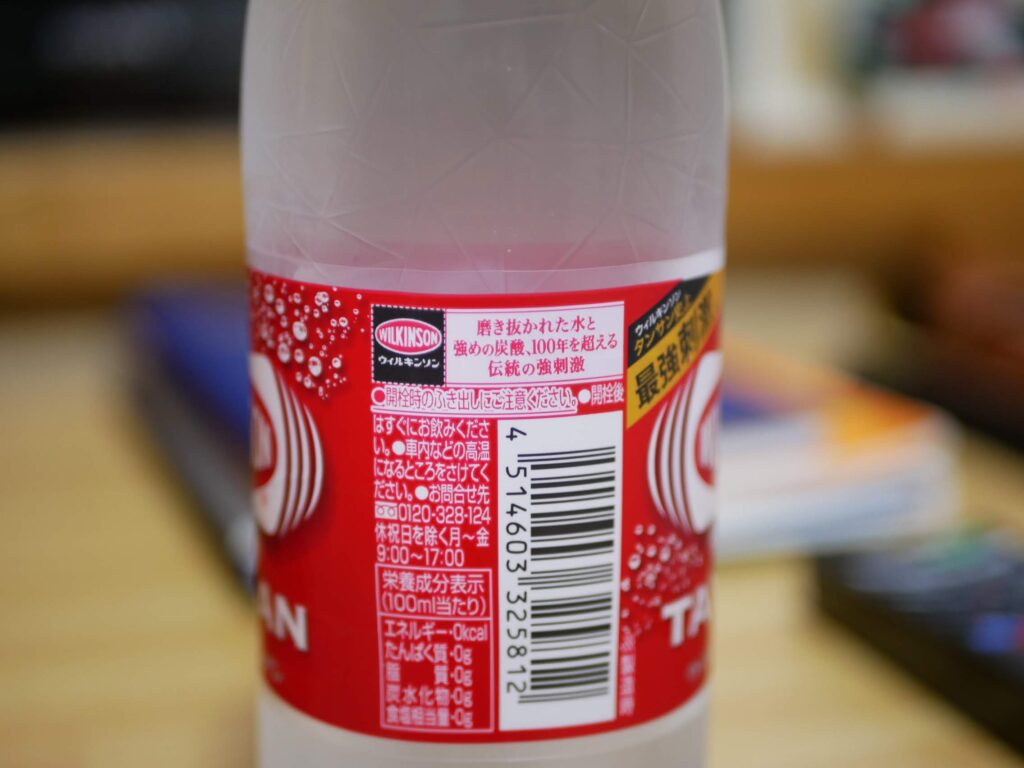 WILKINSON
ウィルキンソン
磨き抜かれた水と
強めの炭酸、100年を超える
伝統の強刺激
ウィルキンソン
タンサン史上
最強刺激
●開栓時のふき出しにご注意ください。●開栓後
はすぐにお飲みくださ
い。●車内などの高温
になるところをさけてく
ださい。●お問合せ先
0120-328-124
休祝日を除く月〜金
9:00〜17:00
栄養成分表示
(100ml当たり)
エネルギー・0kcal
たんぱく質・0g
脂 質・0g
炭水化物・0g
食塩相当量・0g
4 514603 325812
AN
TA